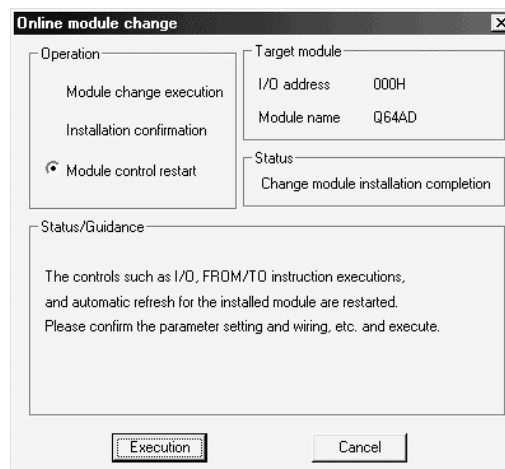 Online module change
Operation
Module change execution
Installation confirmation
Module control restart
Target module
I/O address 000H
Module name Q64AD
Status
Change module installation completion
Status/Guidance
The controls such as I/O, FROM/TO instruction executions,
and automatic refresh for the installed module are restarted.
Please confirm the parameter setting and wiring, etc. and execute.
Execution Cancel